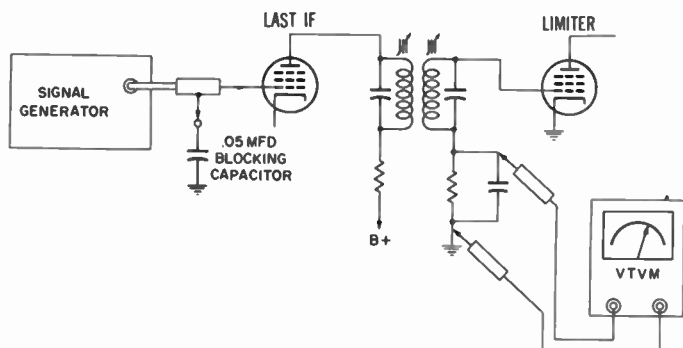 LAST IF
LIMITER
SIGNAL
GENERATOR
.05 MFD
BLOCKING
CAPACITOR
B+
VTVM